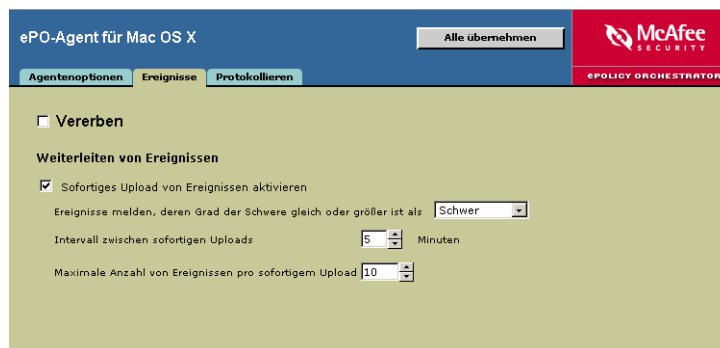 ePO-Agent für Mac OS X
Alle übernehmen
McAfee
SECURITY
Agentenoptionen Ereignisse Protokollieren
EPOLICY ORCHESTRATOR
Vererben
Weiterleiten von Ereignissen
Sofortiges Upload von Ereignissen aktivieren
Ereignisse melden, deren Grad der Schwere gleich oder größer ist als Schwer
Intervall zwischen sofortigen Uploads 5 Minuten
Maximale Anzahl von Ereignissen pro sofortigem Upload 10